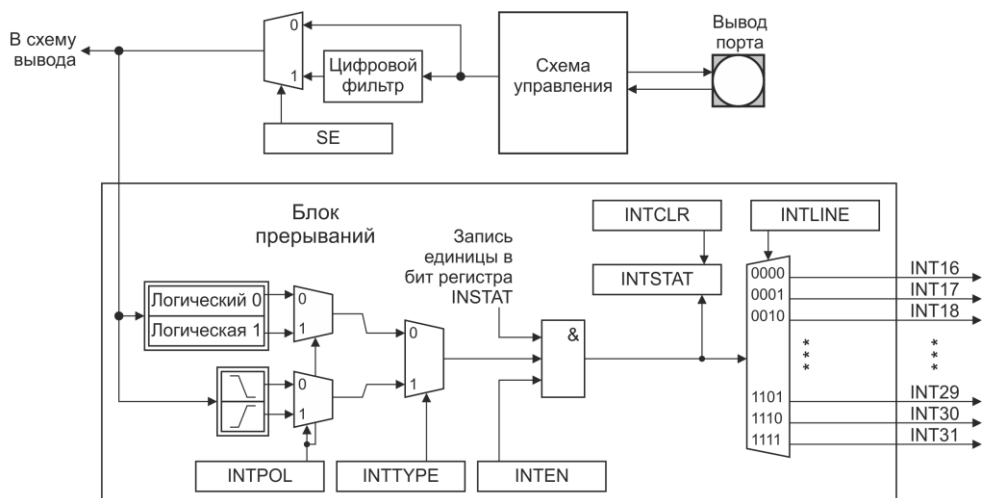 В схему
вывода
0
1
Цифровой
фильтр
SE
Схема
управления
Вывод
порта
Блок
прерываний
Логический 0
Логическая 1
0
1
0
1
0
1
INTPOL
INTTYPE
INTEN
Запись
единицы в
бит регистра
INSTAT
&
INTCLR
INTSTAT
INTLINE
0000
0001
0010
***
1101
1110
1111
INT16
INT17
INT18
***
INT29
INT30
INT31